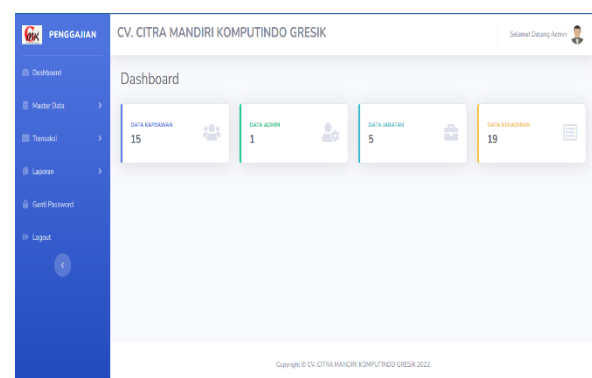 CMK PENGGAJIAN
CV. CITRA MANDIRI KOMPUTINDO GRESIK
Selamat Datang Admin
Dashboard
Master Data
Transaksi
Laporan
Ganti Password
Logout
Dashboard
DATA KARYAWAN
15
DATA ADMIN
1
DATA JABATAN
5
DATA KEHADIRAN
19
Copyright © CV. CITRA MANDIRI KOMPUTINDO GRESIK 2022